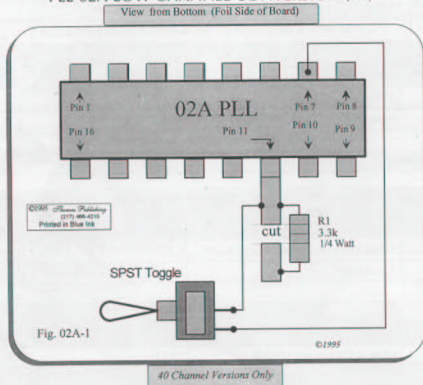 View from Bottom (Foil Side of Board)
Pin 1
02A PLL
Pin 7
Pin 8
Pin 16
Pin 11
Pin 10
Pin 9
©1995
Publishing
Printed in Blue Ink
cut
R1
3.3k
1/4 Watt
SPST Toggle
Fig. 02A-1
©1995
40 Channel Versions Only